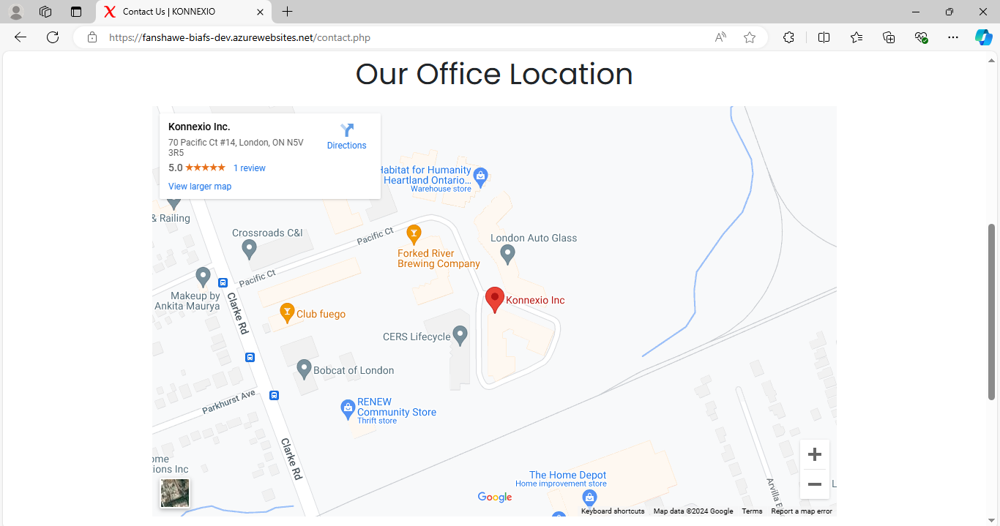 Contact Us | KONNEXIO
https://fanshawe-biafs-dev.azurewebsites.net/contact.php
Our Office Location
Konnexio Inc.
70 Pacific Ct #14, London, ON N5V
3R5
5.0
1 review
View larger map
Directions
Habitat for Humanity
Heartland Ontario...
Warehouse store
& Railing
Crossroads C&I
Pacific Ct
Forked River
Brewing Company
London Auto Glass
Pacific Ct
Makeup by
Ankita Maurya
Clarke Rd
Konnexio Inc
Club fuego
CERS Lifecycle
Bobcat of London
Parkhurst Ave
RENEW
Community Store
Thrift store
Clarke Rd
The Home Depot
Home improvement store
Arvilla
Google
Keyboard shortcuts
Map data ©2024 Google
Terms
Report a map error